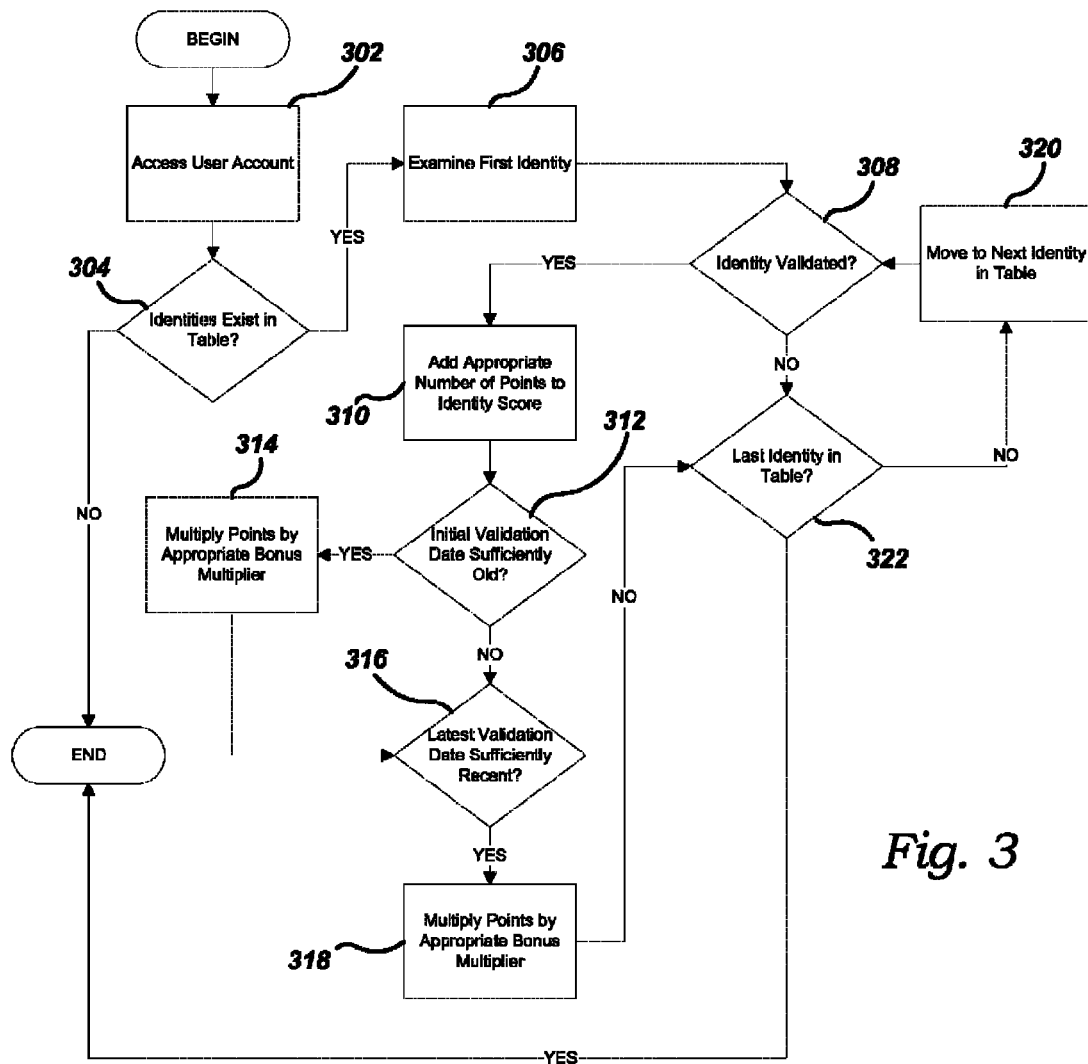 BEGIN
302
Access User Account
304
Identities Exist in
Table?
YES
NO
306
Examine First Identity
308
Identity Validated?
YES
NO
320
Move to Next Identity
in Table
310
Add Appropriate
Number of Points to
Identity Score
312
Initial Validation
Date Sufficiently
Old?
YES
NO
314
Multiply Points by
Appropriate Bonus
Multiplier
316
Latest Validation
Date Sufficiently
Recent?
YES
318
Multiply Points by
Appropriate Bonus
Multiplier
NO
Last Identity in
Table?
322
NO
YES
END
Fig. 3